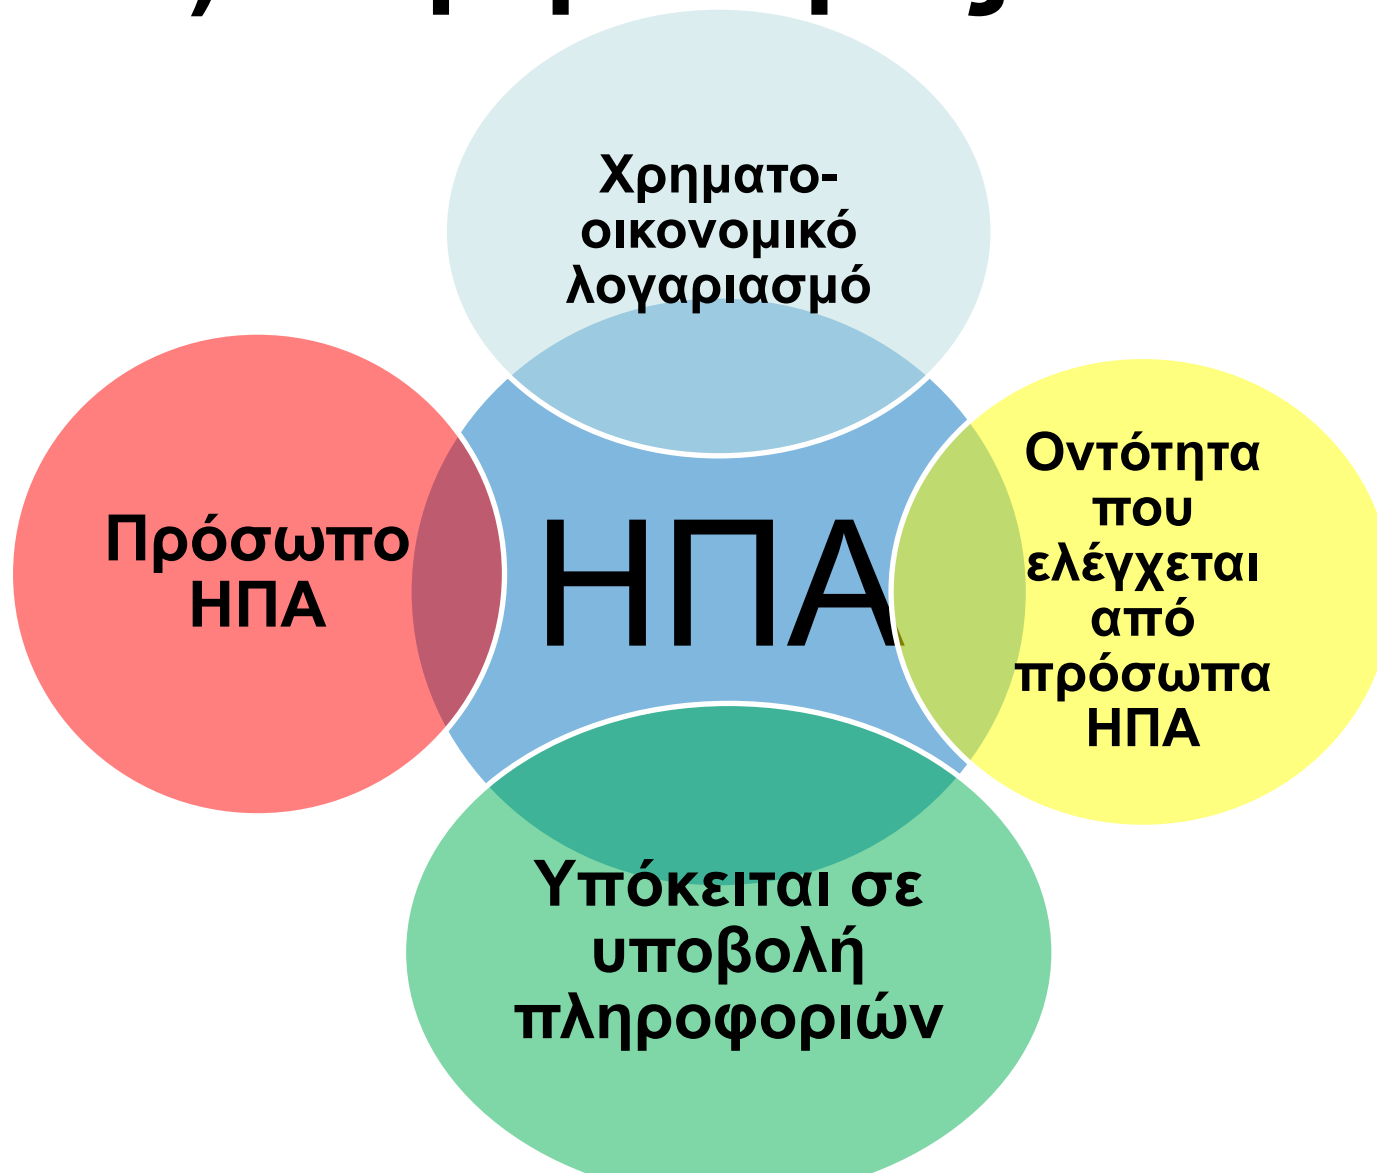 Χρηματο-
οικονομικό
λογαριασμό
Πρόσωπο
ΗΠΑ
ΗΠΑ
Οντότητα
που
ελέγχεται
από
πρόσωπα
ΗΠΑ
Υπόκειται σε
υποβολή
πληροφοριών